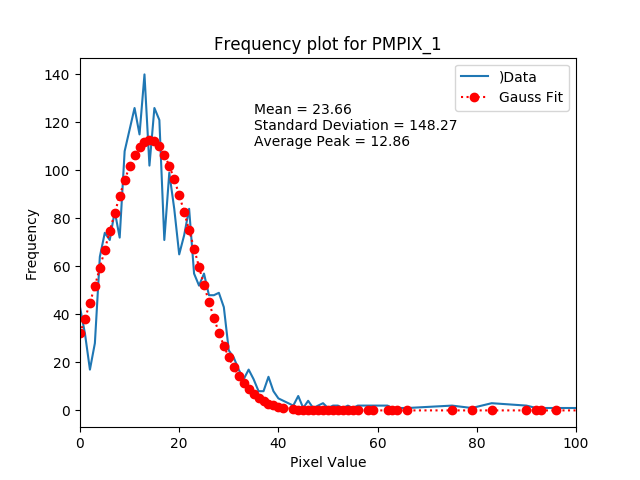 Frequency plot for PMPIX_1
)Data
Gauss Fit
Mean = 23.66
Standard Deviation = 148.27
Average Peak = 12.86
Frequency
140
120
100
80
60
40
20
0
0 20 40 60 80 100
Pixel Value